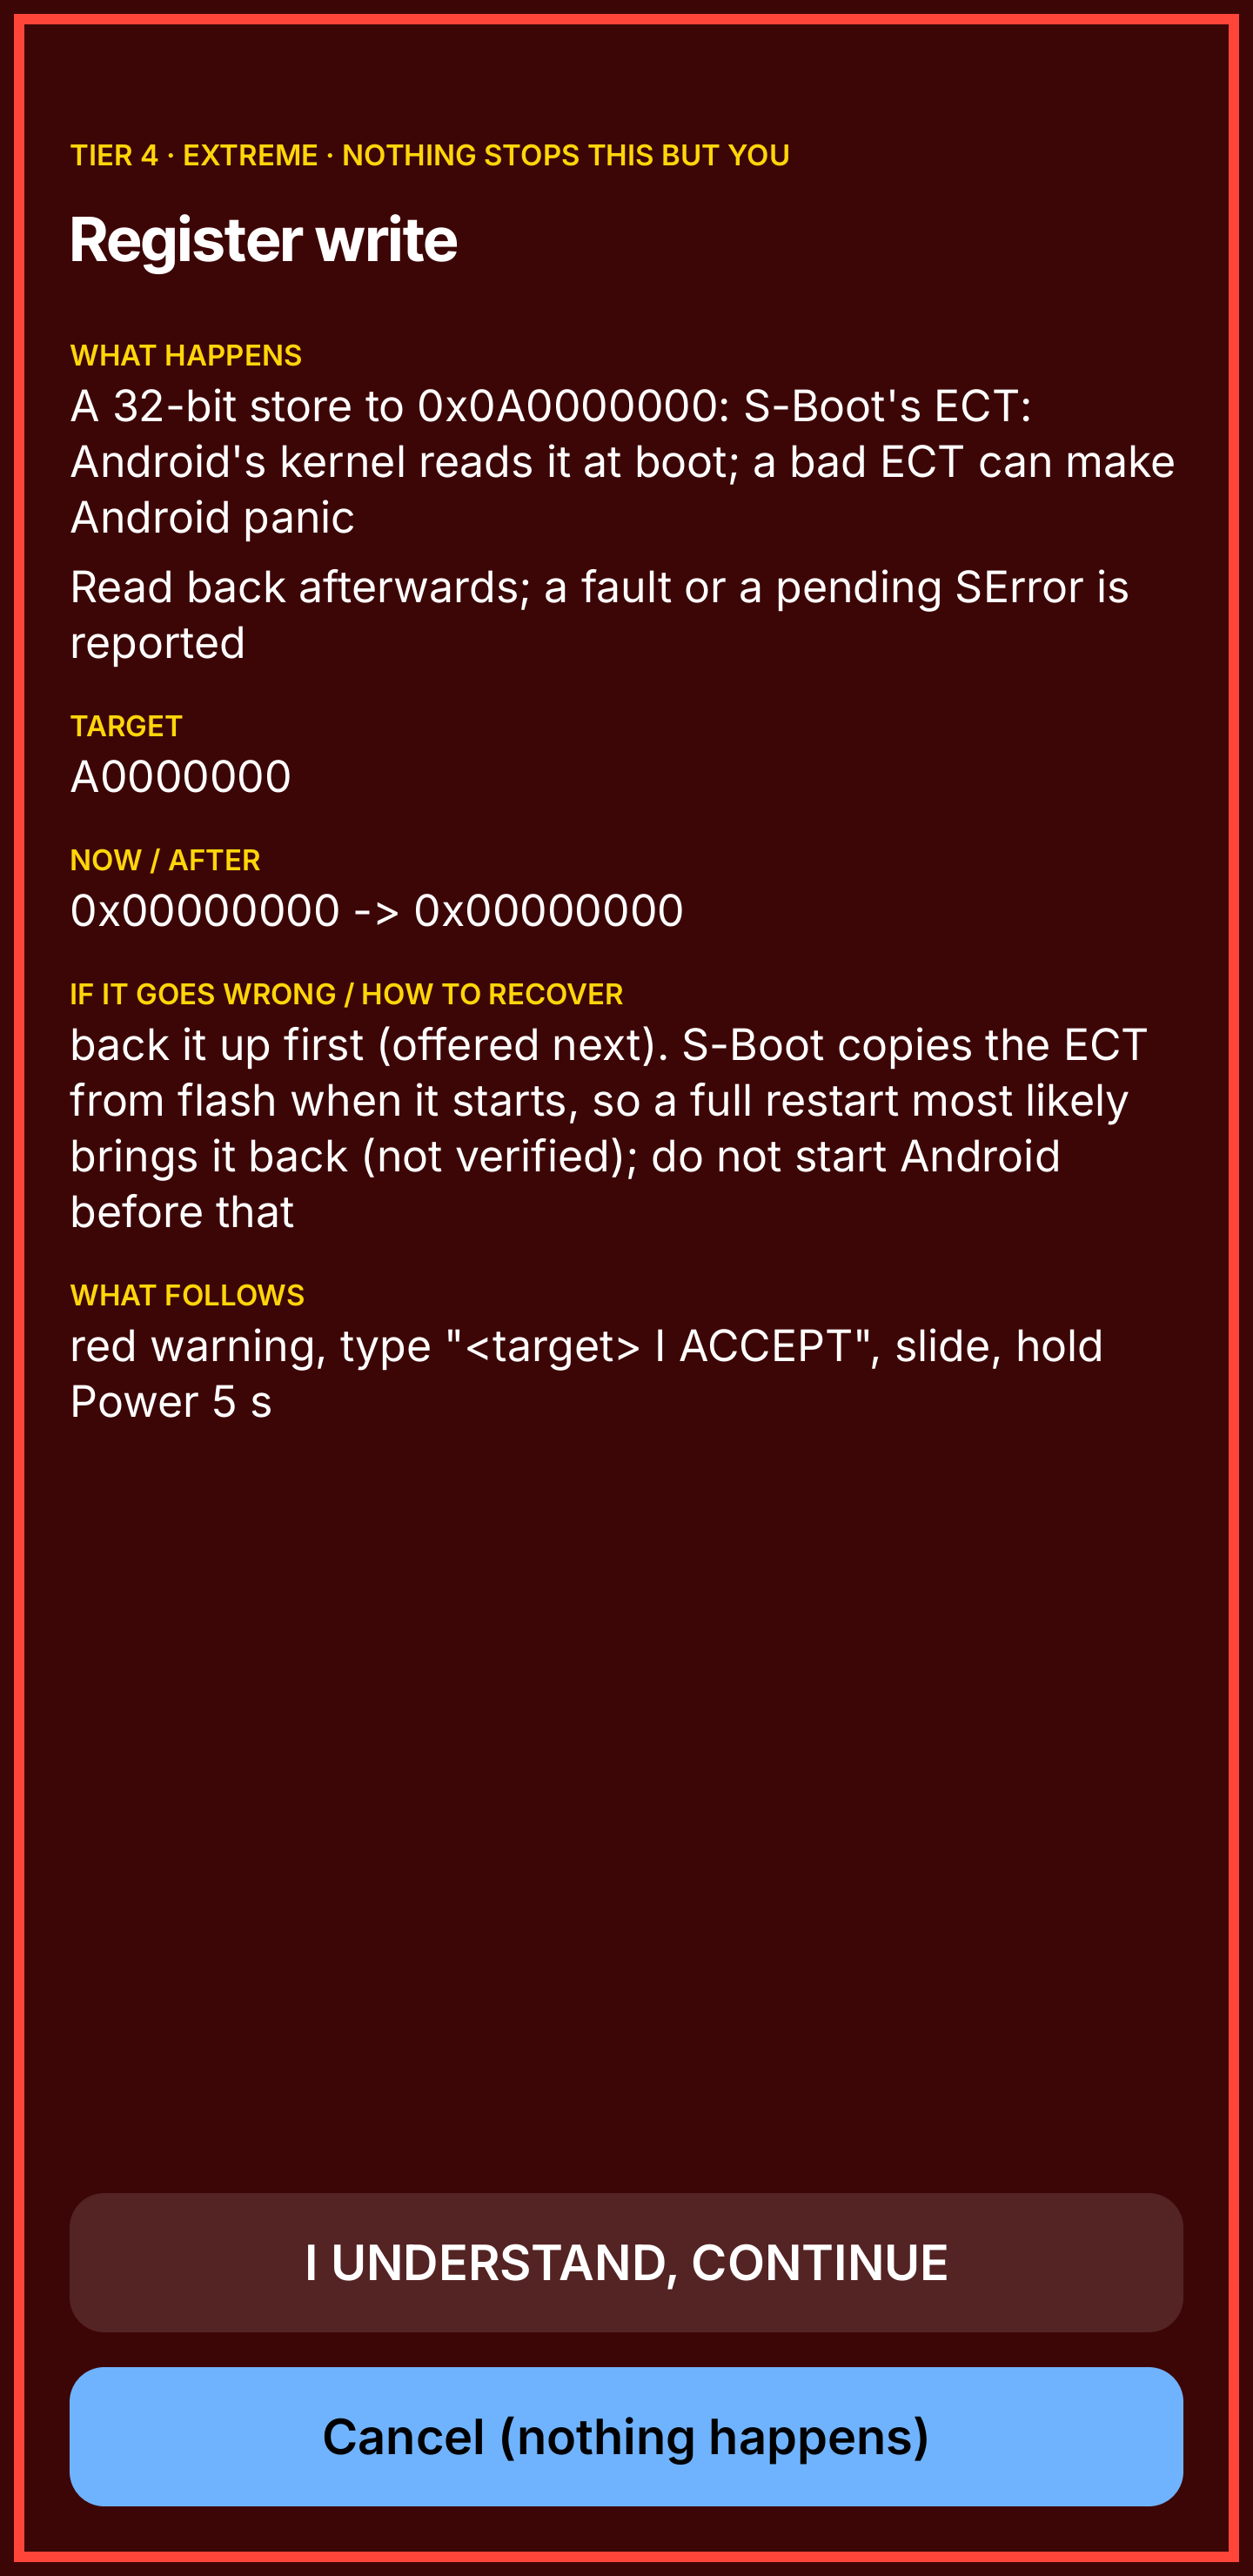 TIER 4 · EXTREME · NOTHING STOPS THIS BUT YOU
Register write
WHAT HAPPENS
A 32-bit store to 0x0A0000000: S-Boot's ECT:
Android's kernel reads it at boot; a bad ECT can make
Android panic
Read back afterwards; a fault or a pending SError is
reported
TARGET
A0000000
NOW / AFTER
0x00000000 -> 0x00000000
IF IT GOES WRONG / HOW TO RECOVER
back it up first (offered next). S-Boot copies the ECT
from flash when it starts, so a full restart most likely
brings it back (not verified); do not start Android
before that
WHAT FOLLOWS
red warning, type "<target> I ACCEPT", slide, hold
Power 5 s
I UNDERSTAND, CONTINUE
Cancel (nothing happens)